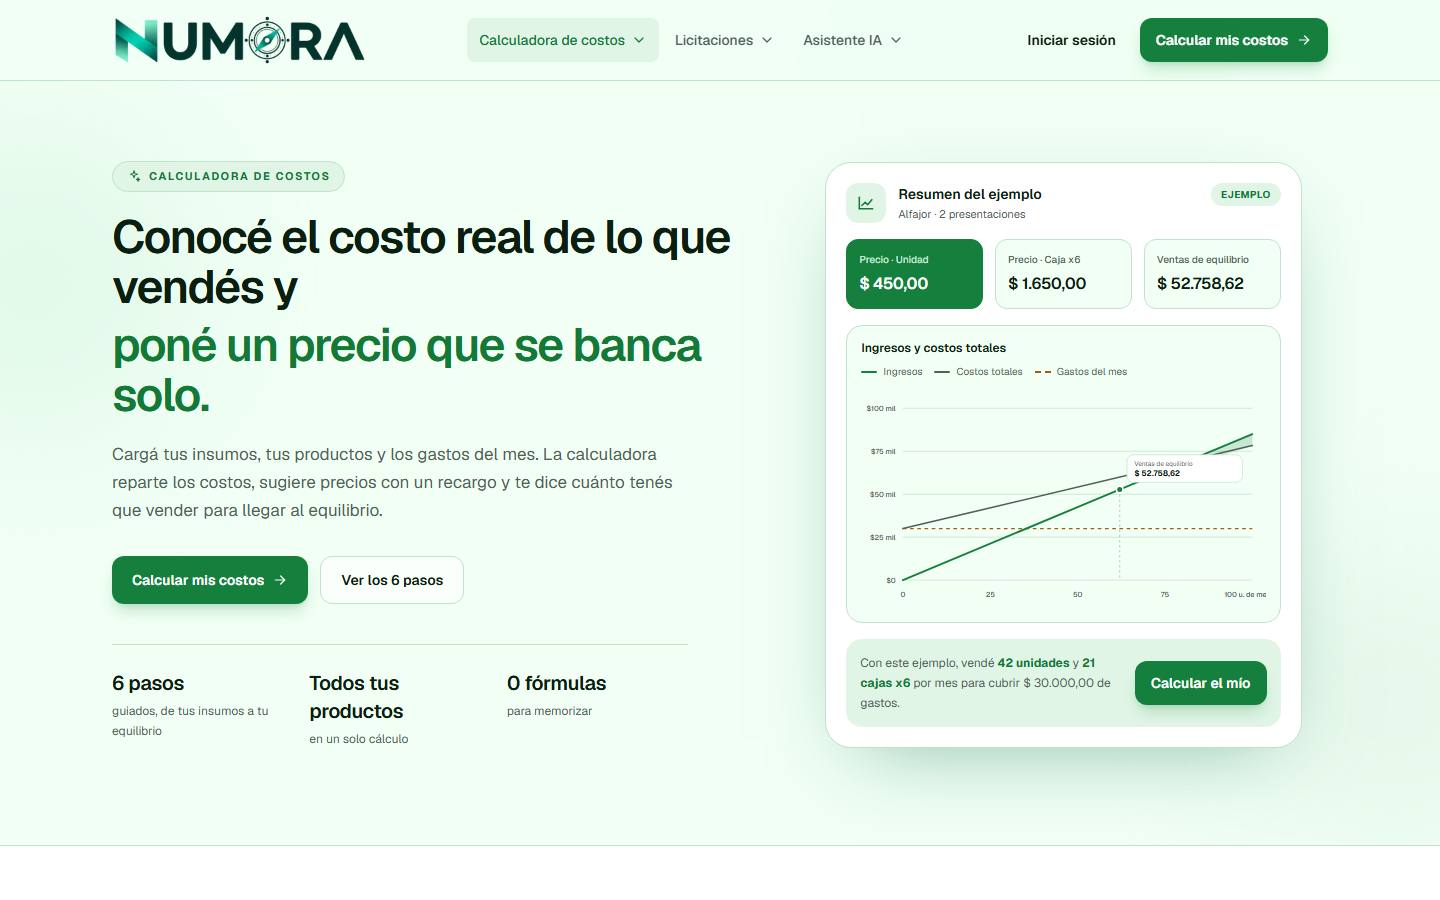 NUMORA
Calculadora de costos
Licitaciones
Asistente IA
Iniciar sesión
Calcular mis costos
CALCULADORA DE COSTOS
Conocé el costo real de lo que
vendés y
poné un precio que se banca
solo.
Cargá tus insumos, tus productos y los gastos del mes. La calculadora
reparte los costos, sugiere precios con un recargo y te dice cuánto tenés
que vender para llegar al equilibrio.
Calcular mis costos
Ver los 6 pasos
6 pasos
guiados, de tus insumos a tu
equilibrio
Todos tus
productos
en un solo cálculo
0 fórmulas
para memorizar
Resumen del ejemplo
Alfajor · 2 presentaciones
EJEMPLO
Precio · Unidad
$ 450,00
Precio · Caja x6
$ 1.650,00
Ventas de equilibrio
$ 52.758,62
Ingresos y costos totales
Ingresos
Costos totales
Gastos del mes
$100 mil
$75 mil
$50 mil
$25 mil
$0
Ventas de equilibrio
$ 52.758,62
0
25
50
75
100 u. de me
Con este ejemplo, vendé 42 unidades y 21
cajas x6 por mes para cubrir $ 30.000,00 de
gastos.
Calcular el mío